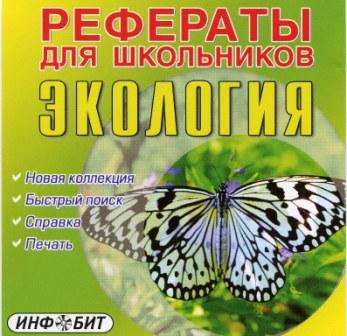 РЕФЕРАТЫ
ДЛЯ ШКОЛЬНИКОВ
ЭКОЛОГИЯ
Новая коллекция
Быстрый поиск
Справка
Печать
ИНФОБИТ